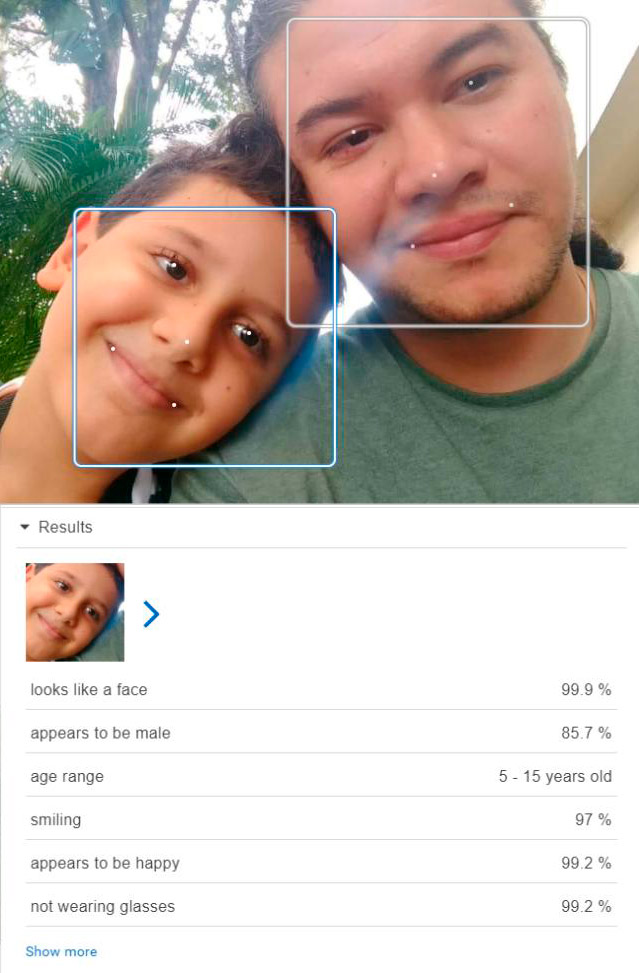 Results
looks like a face 99.9 %
appears to be male 85.7 %
age range 5 - 15 years old
smiling 97 %
appears to be happy 99.2 %
not wearing glasses 99.2 %
Show more